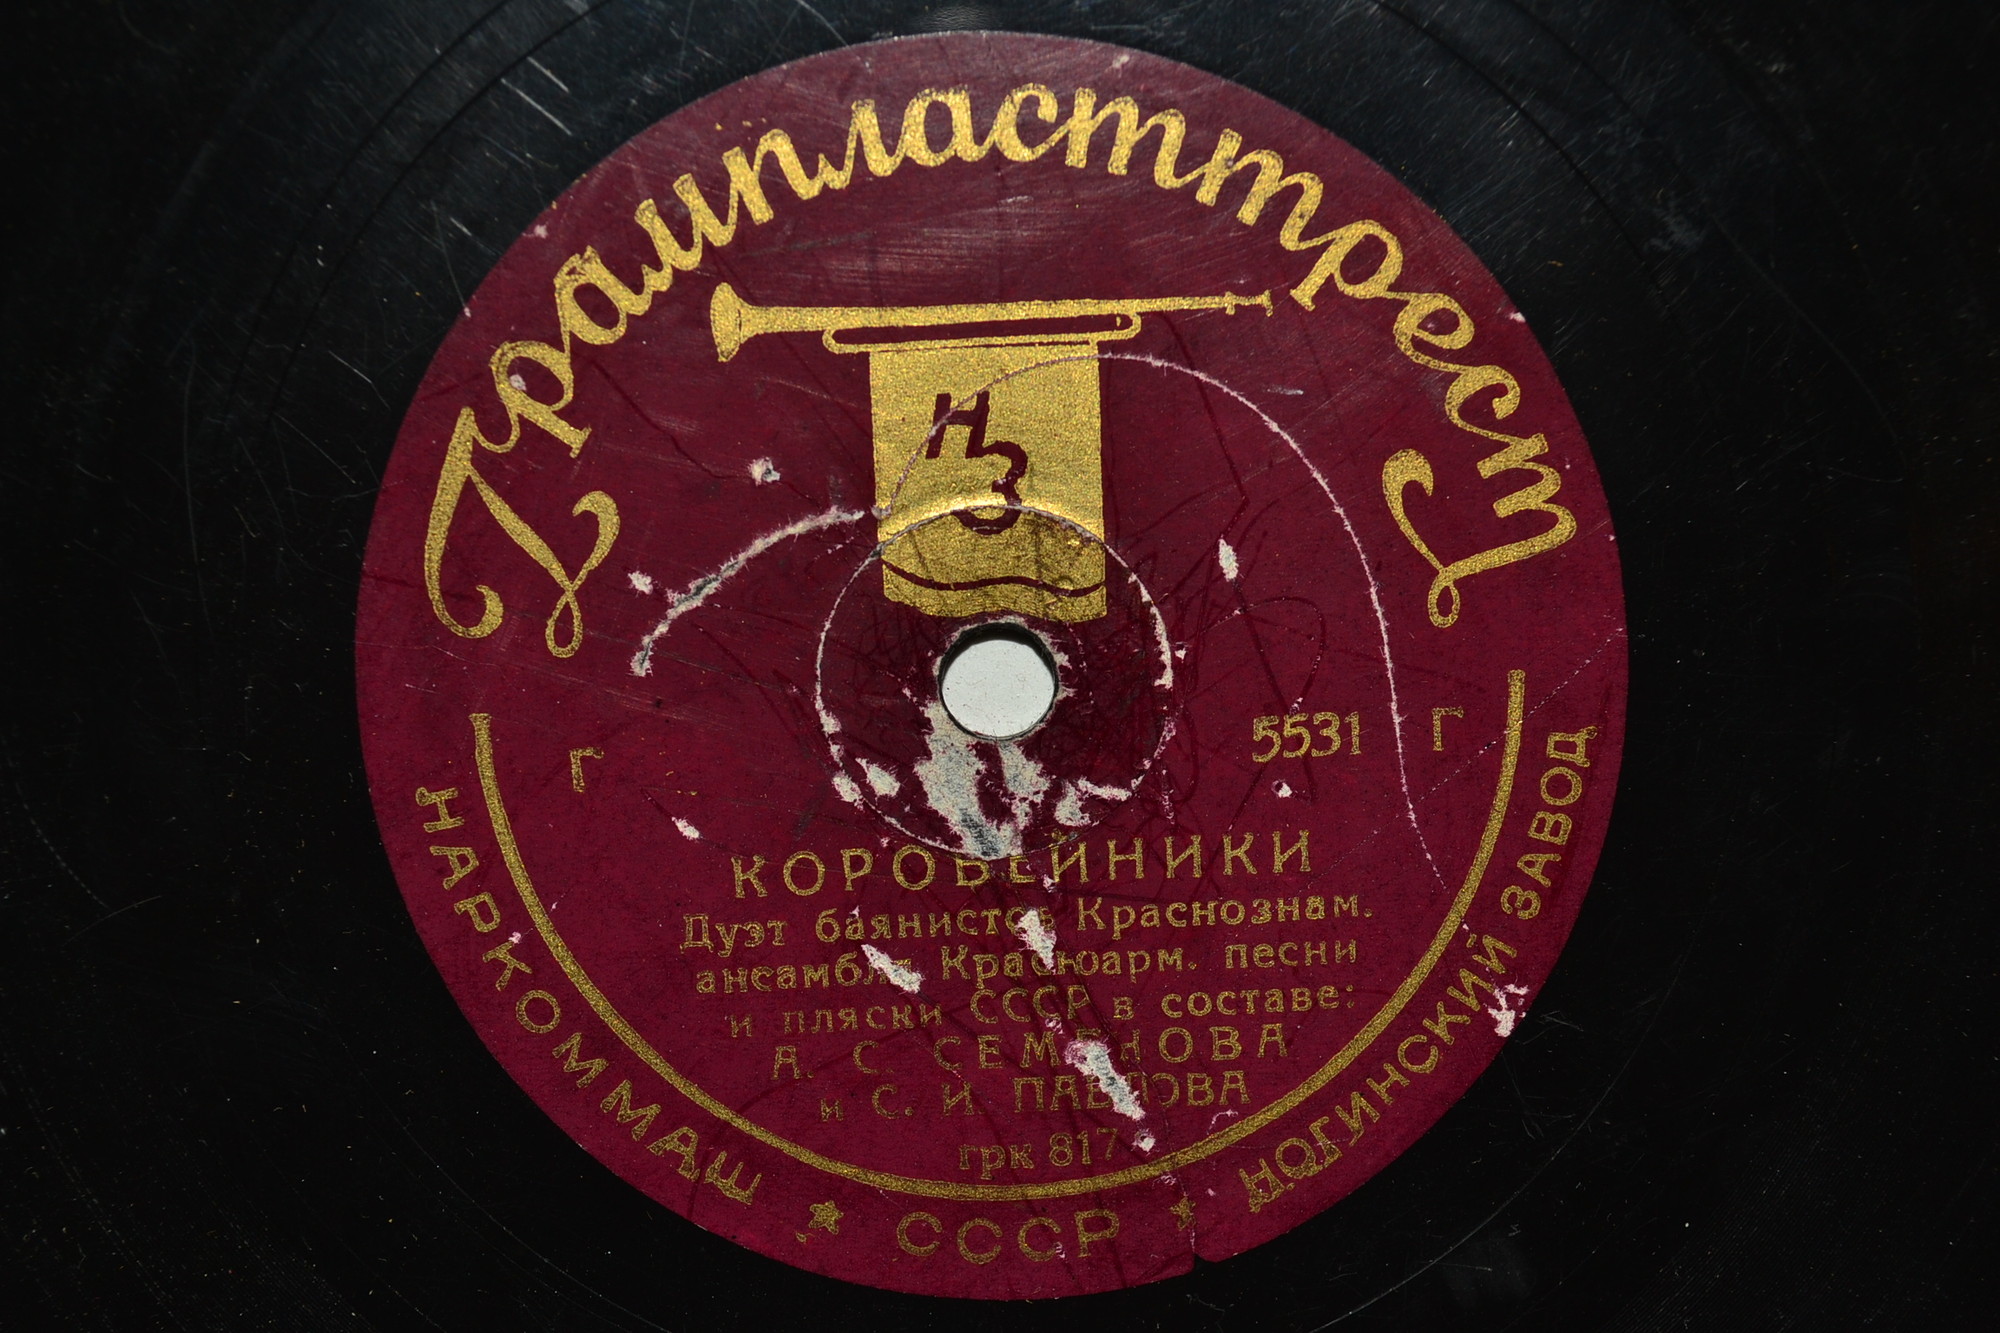 Грампласттрест
НЗ
Г 5531 Г
КОРОБЕЙНИКИ
Дуэт баянистов Краснознам.
ансамбля Красноарм. песни
и пляски СССР в составе:
А. С. СЕМЕНОВА
и С. И. ПАВЛОВА
грк 817
НАРКОММАШ ★ СССР ★ НОГИНСКИЙ ЗАВОД